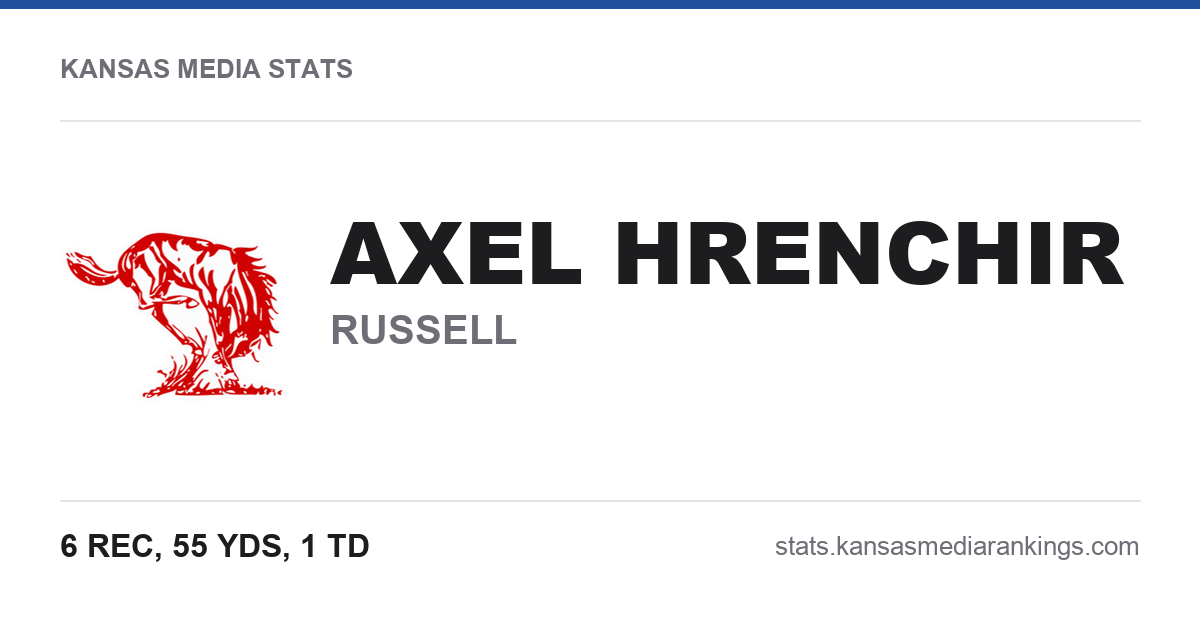 KANSAS MEDIA STATS
AXEL HRENCHIR
RUSSELL
6 REC, 55 YDS, 1 TD
stats.kansasmediarankings.com